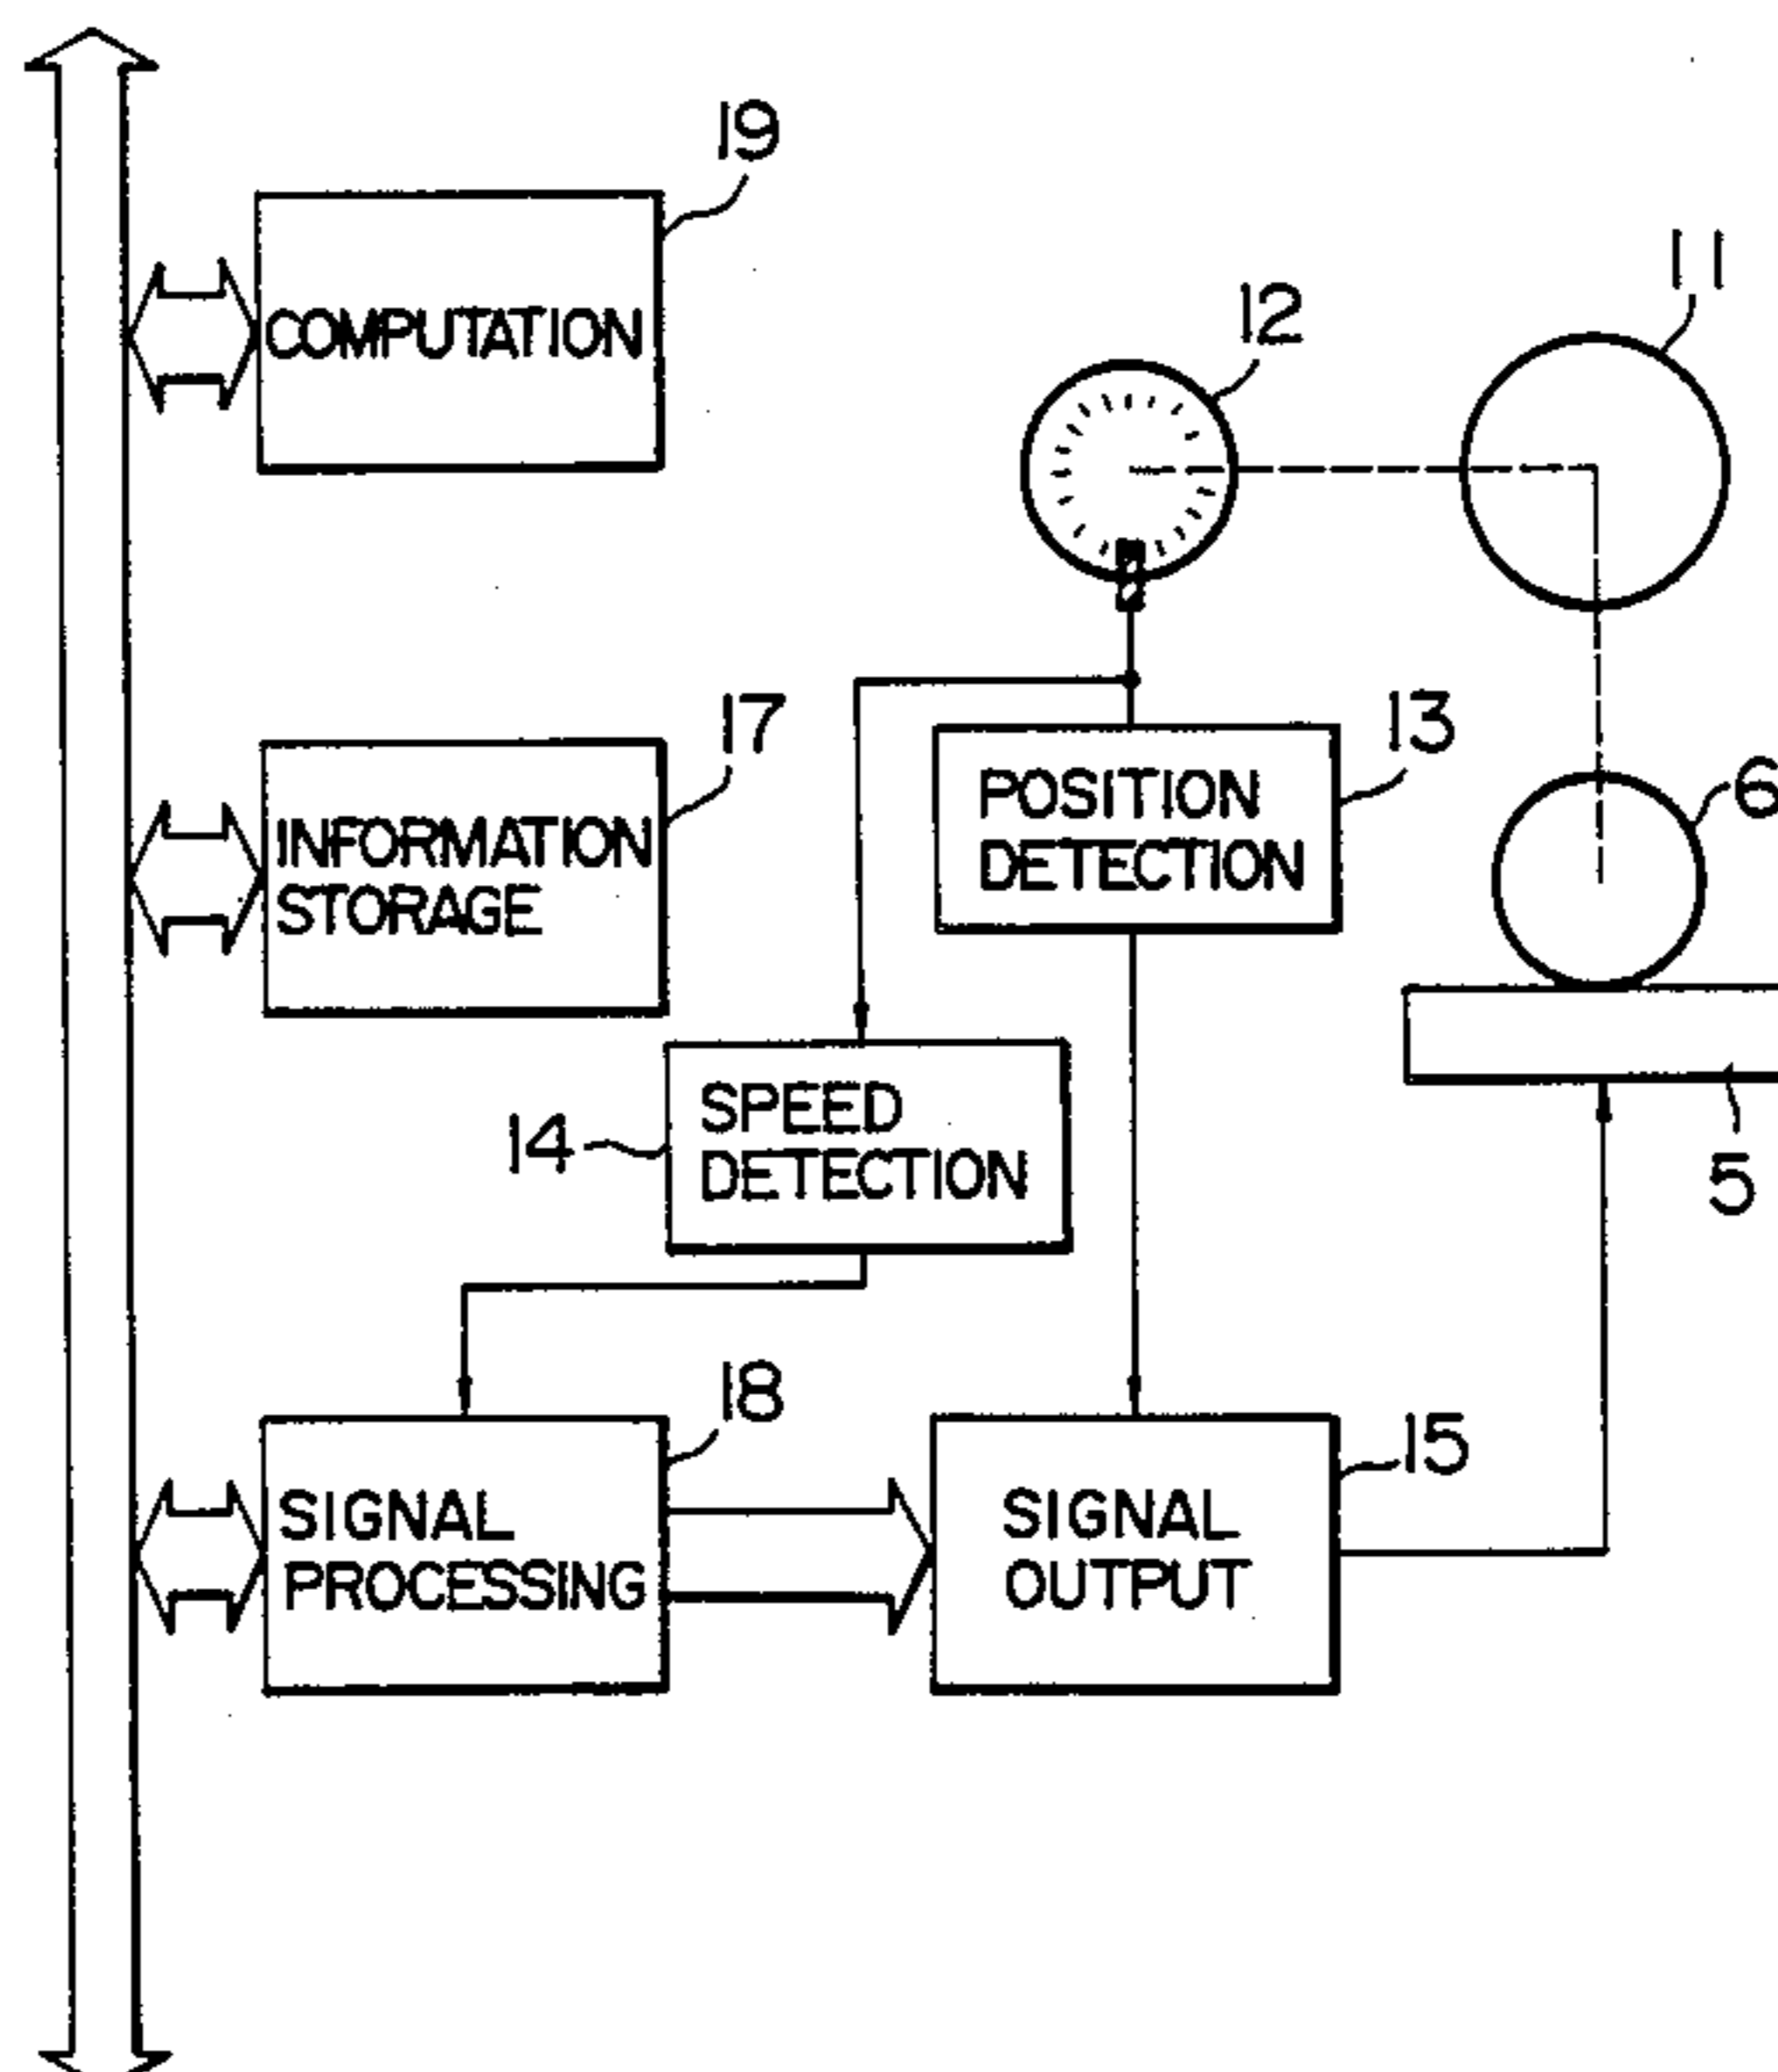 19
COMPUTATION
11
12
17
13
INFORMATION
STORAGE
POSITION
DETECTION
6
14
SPEED
DETECTION
5
18
15
SIGNAL
PROCESSING
SIGNAL
OUTPUT